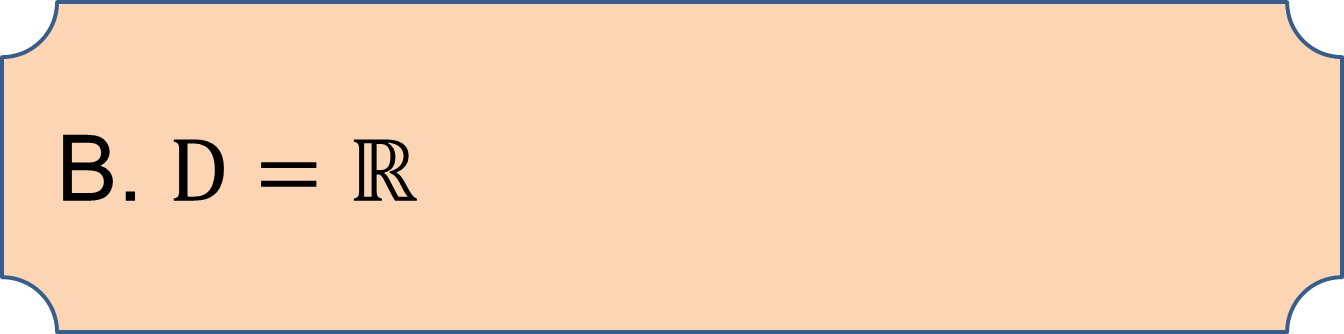 B. D = ℝ